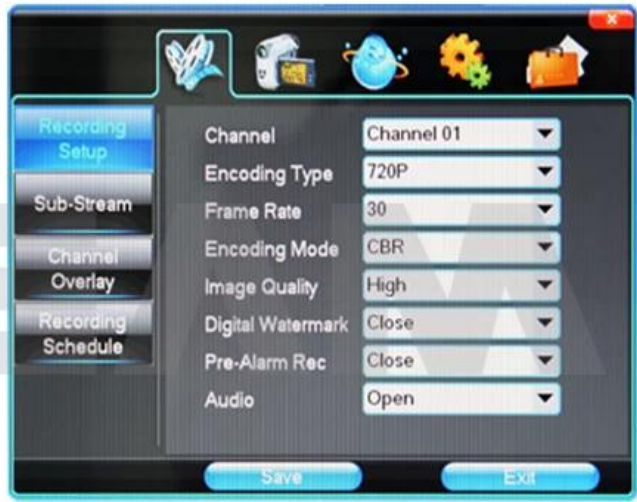 Recording
Setup
Sub-Stream
Channel
Overlay
Recording
Schedule
Channel Channel 01
Encoding Type 720P
Frame Rate 30
Encoding Mode CBR
Image Quality High
Digital Watermark Close
Pre-Alarm Rec Close
Audio Open
Save Exit